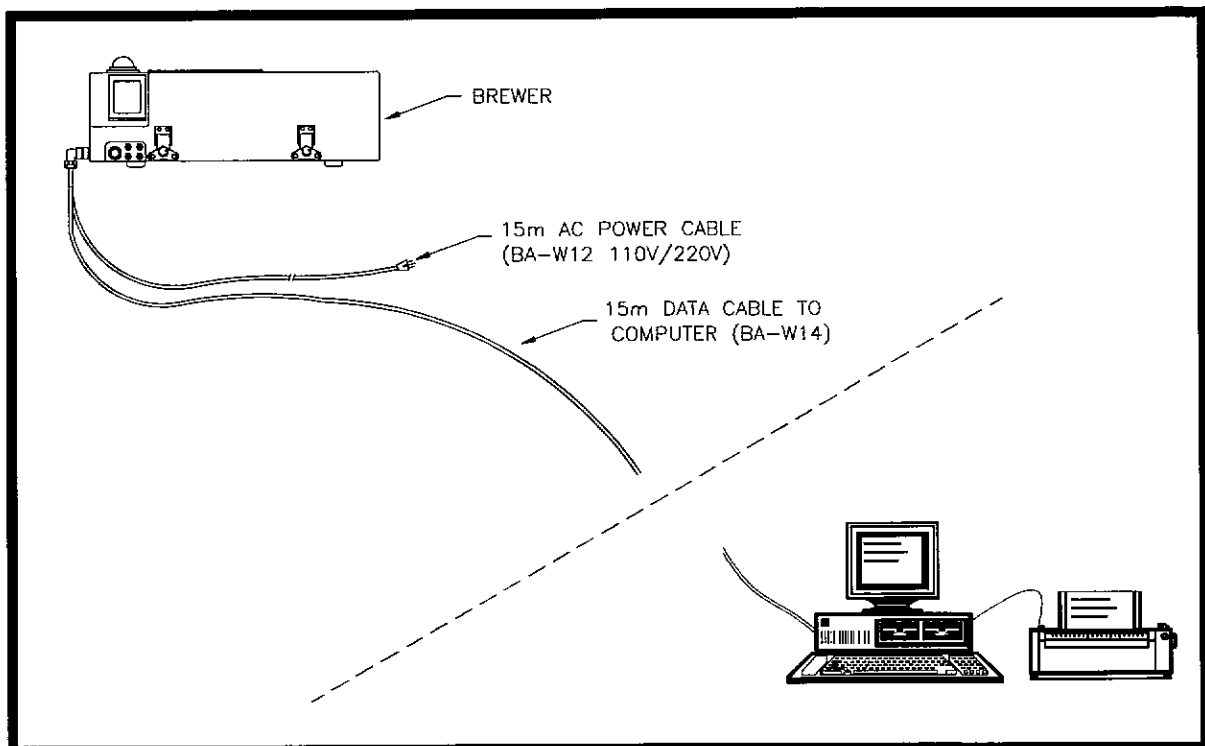 BREWER
15m AC POWER CABLE
(BA-W12 110V/220V)
15m DATA CABLE TO
COMPUTER (BA-W14)